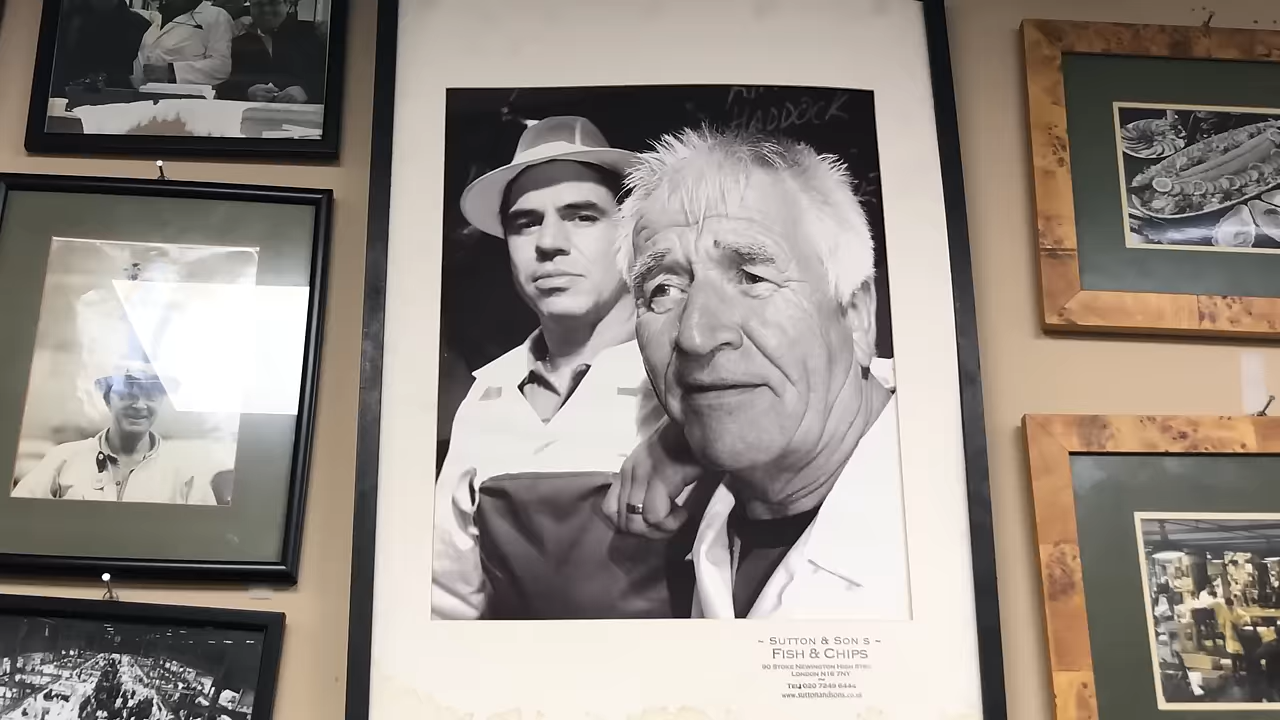 HADDOCK
~ SUTTON & SON S ~
FISH & CHIPS
90 STOKE NEWINGTON HIGH STRE
LONDON N16 7NY
~
TEL: 020 7249 6444
www.suttonandsons.co.uk